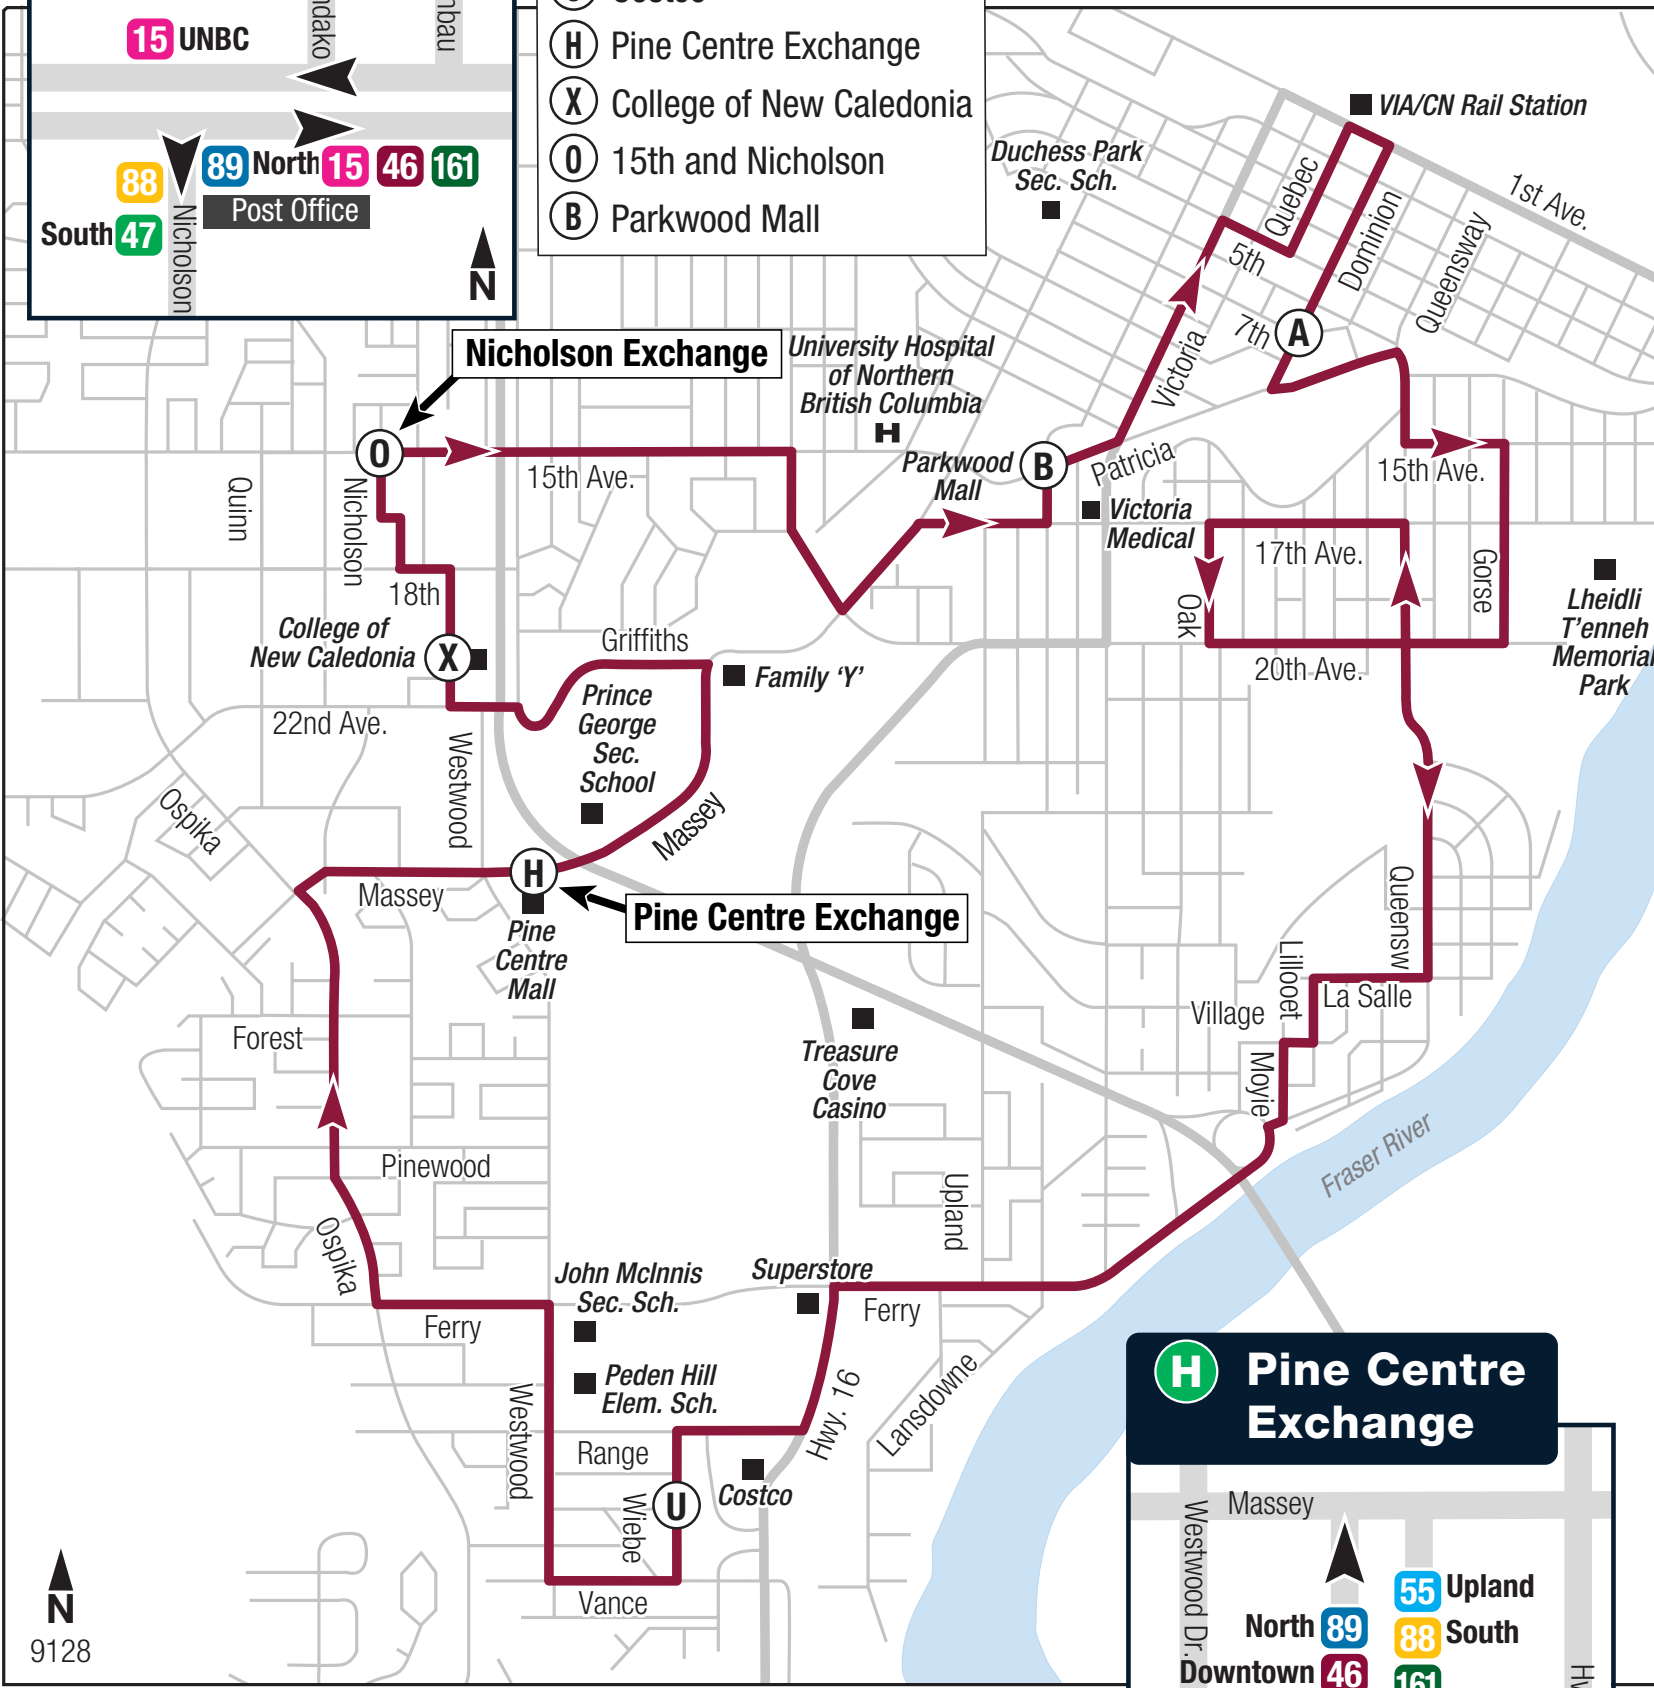 15 UNBC
88
89 North 15 46 161
Post Office
South 47
Nicholson
N
H Pine Centre Exchange
X College of New Caledonia
O 15th and Nicholson
B Parkwood Mall
VIA/CN Rail Station
Duchess Park
Sec. Sch.
1st Ave.
Quebec
Dominion
Queensway
5th
7th
A
Victoria
Nicholson Exchange
University Hospital
of Northern
British Columbia
H
O
15th Ave.
Parkwood
Mall
B
Patricia
15th Ave.
Victoria
Medical
Quinn
Nicholson
18th
17th Ave.
Oak
Gorse
20th Ave.
Lheidli
T'enneh
Memorial
Park
College of
New Caledonia
X
Griffiths
Family 'Y'
Prince
George
Sec.
School
22nd Ave.
Westwood
Ospika
Massey
H
Massey
Pine Centre Exchange
Pine
Centre
Mall
Queensw
Lillooet
La Salle
Village
Moyie
Forest
Treasure
Cove
Casino
Pinewood
Upland
Fraser River
Ospika
John McInnis
Sec. Sch.
Superstore
Ferry
Ferry
Peden Hill
Elem. Sch.
Westwood
Range
Hwy. 16
Lansdowne
Wiebe
U
Costco
Vance
N
9128
H Pine Centre
Exchange
Massey
Westwood Dr.
55 Upland
North 89
88 South
Downtown 46
161